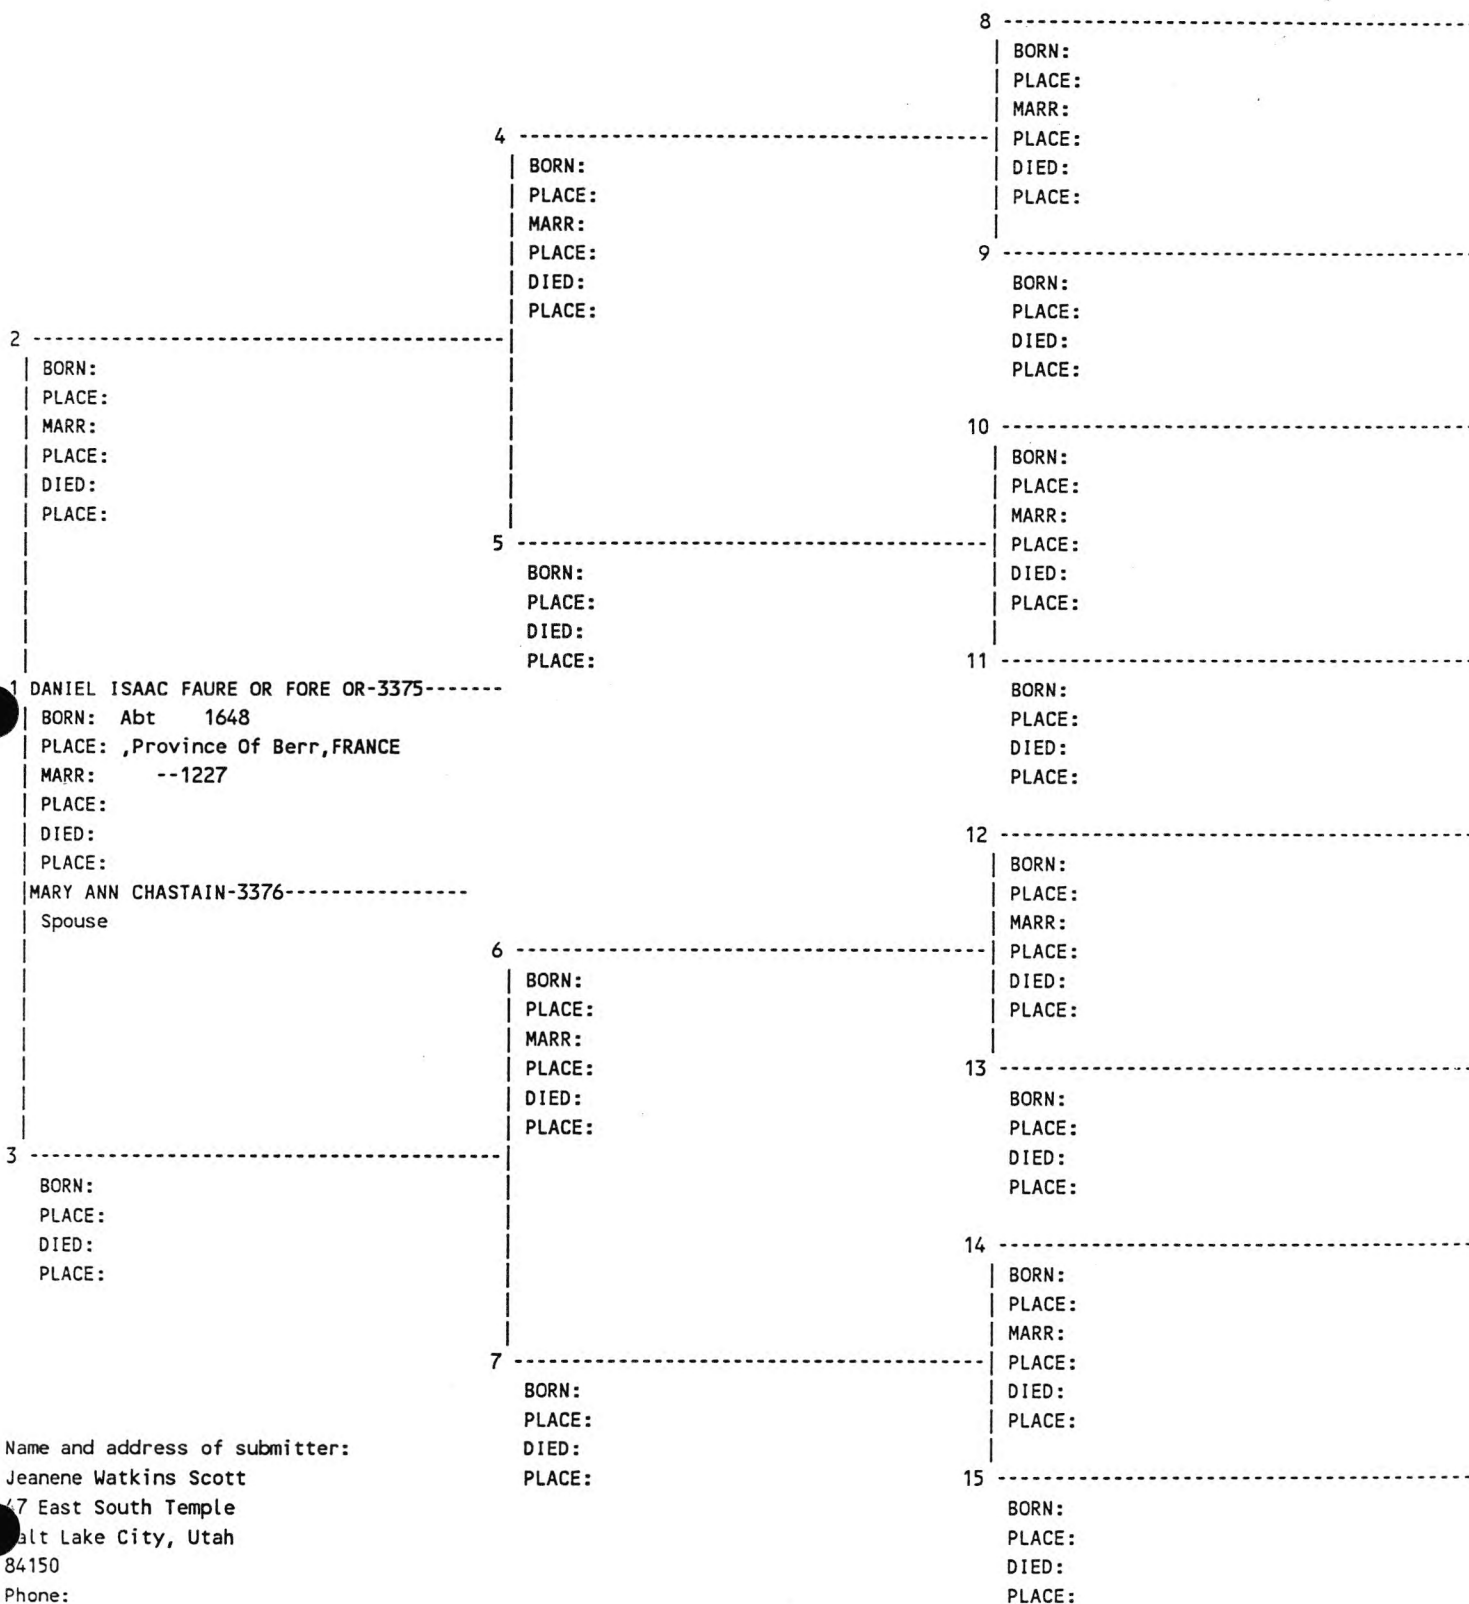 8 ----------------------------------------
BORN:
PLACE:
MARR:
4 ----------------------------------------| PLACE:
| BORN: | DIED:
| PLACE: | PLACE:
| MARR:
| PLACE: 9 ----------------------------------------
| DIED: BORN:
| PLACE: PLACE:
2 ----------------------------------------| DIED:
| BORN: PLACE:
| PLACE:
| MARR: 10 ----------------------------------------
| PLACE: | BORN:
| DIED: | PLACE:
| PLACE: | MARR:
5 ----------------------------------------| PLACE:
BORN: | DIED:
PLACE: | PLACE:
DIED:
PLACE: 11 ----------------------------------------
1 DANIEL ISAAC FAURE OR FORE OR-3375------- BORN:
| BORN: Abt 1648 PLACE:
| PLACE: ,Province Of Berr,FRANCE DIED:
| MARR: --1227 PLACE:
| PLACE:
| DIED: 12 ----------------------------------------
| PLACE: | BORN:
|MARY ANN CHASTAIN-3376---------------- | PLACE:
| Spouse | MARR:
6 ----------------------------------------| PLACE:
| BORN: | DIED:
| PLACE: | PLACE:
| MARR:
| PLACE: 13 ----------------------------------------
| DIED: BORN:
| PLACE: PLACE:
3 ----------------------------------------| DIED:
BORN: PLACE:
PLACE:
DIED: 14 ----------------------------------------
PLACE: | BORN:
| PLACE:
| MARR:
7 ----------------------------------------| PLACE:
BORN: | DIED:
PLACE: | PLACE:
Name and address of submitter: DIED:
Jeanene Watkins Scott PLACE: 15 ----------------------------------------
47 East South Temple BORN:
Salt Lake City, Utah PLACE:
84150 DIED:
Phone: PLACE: